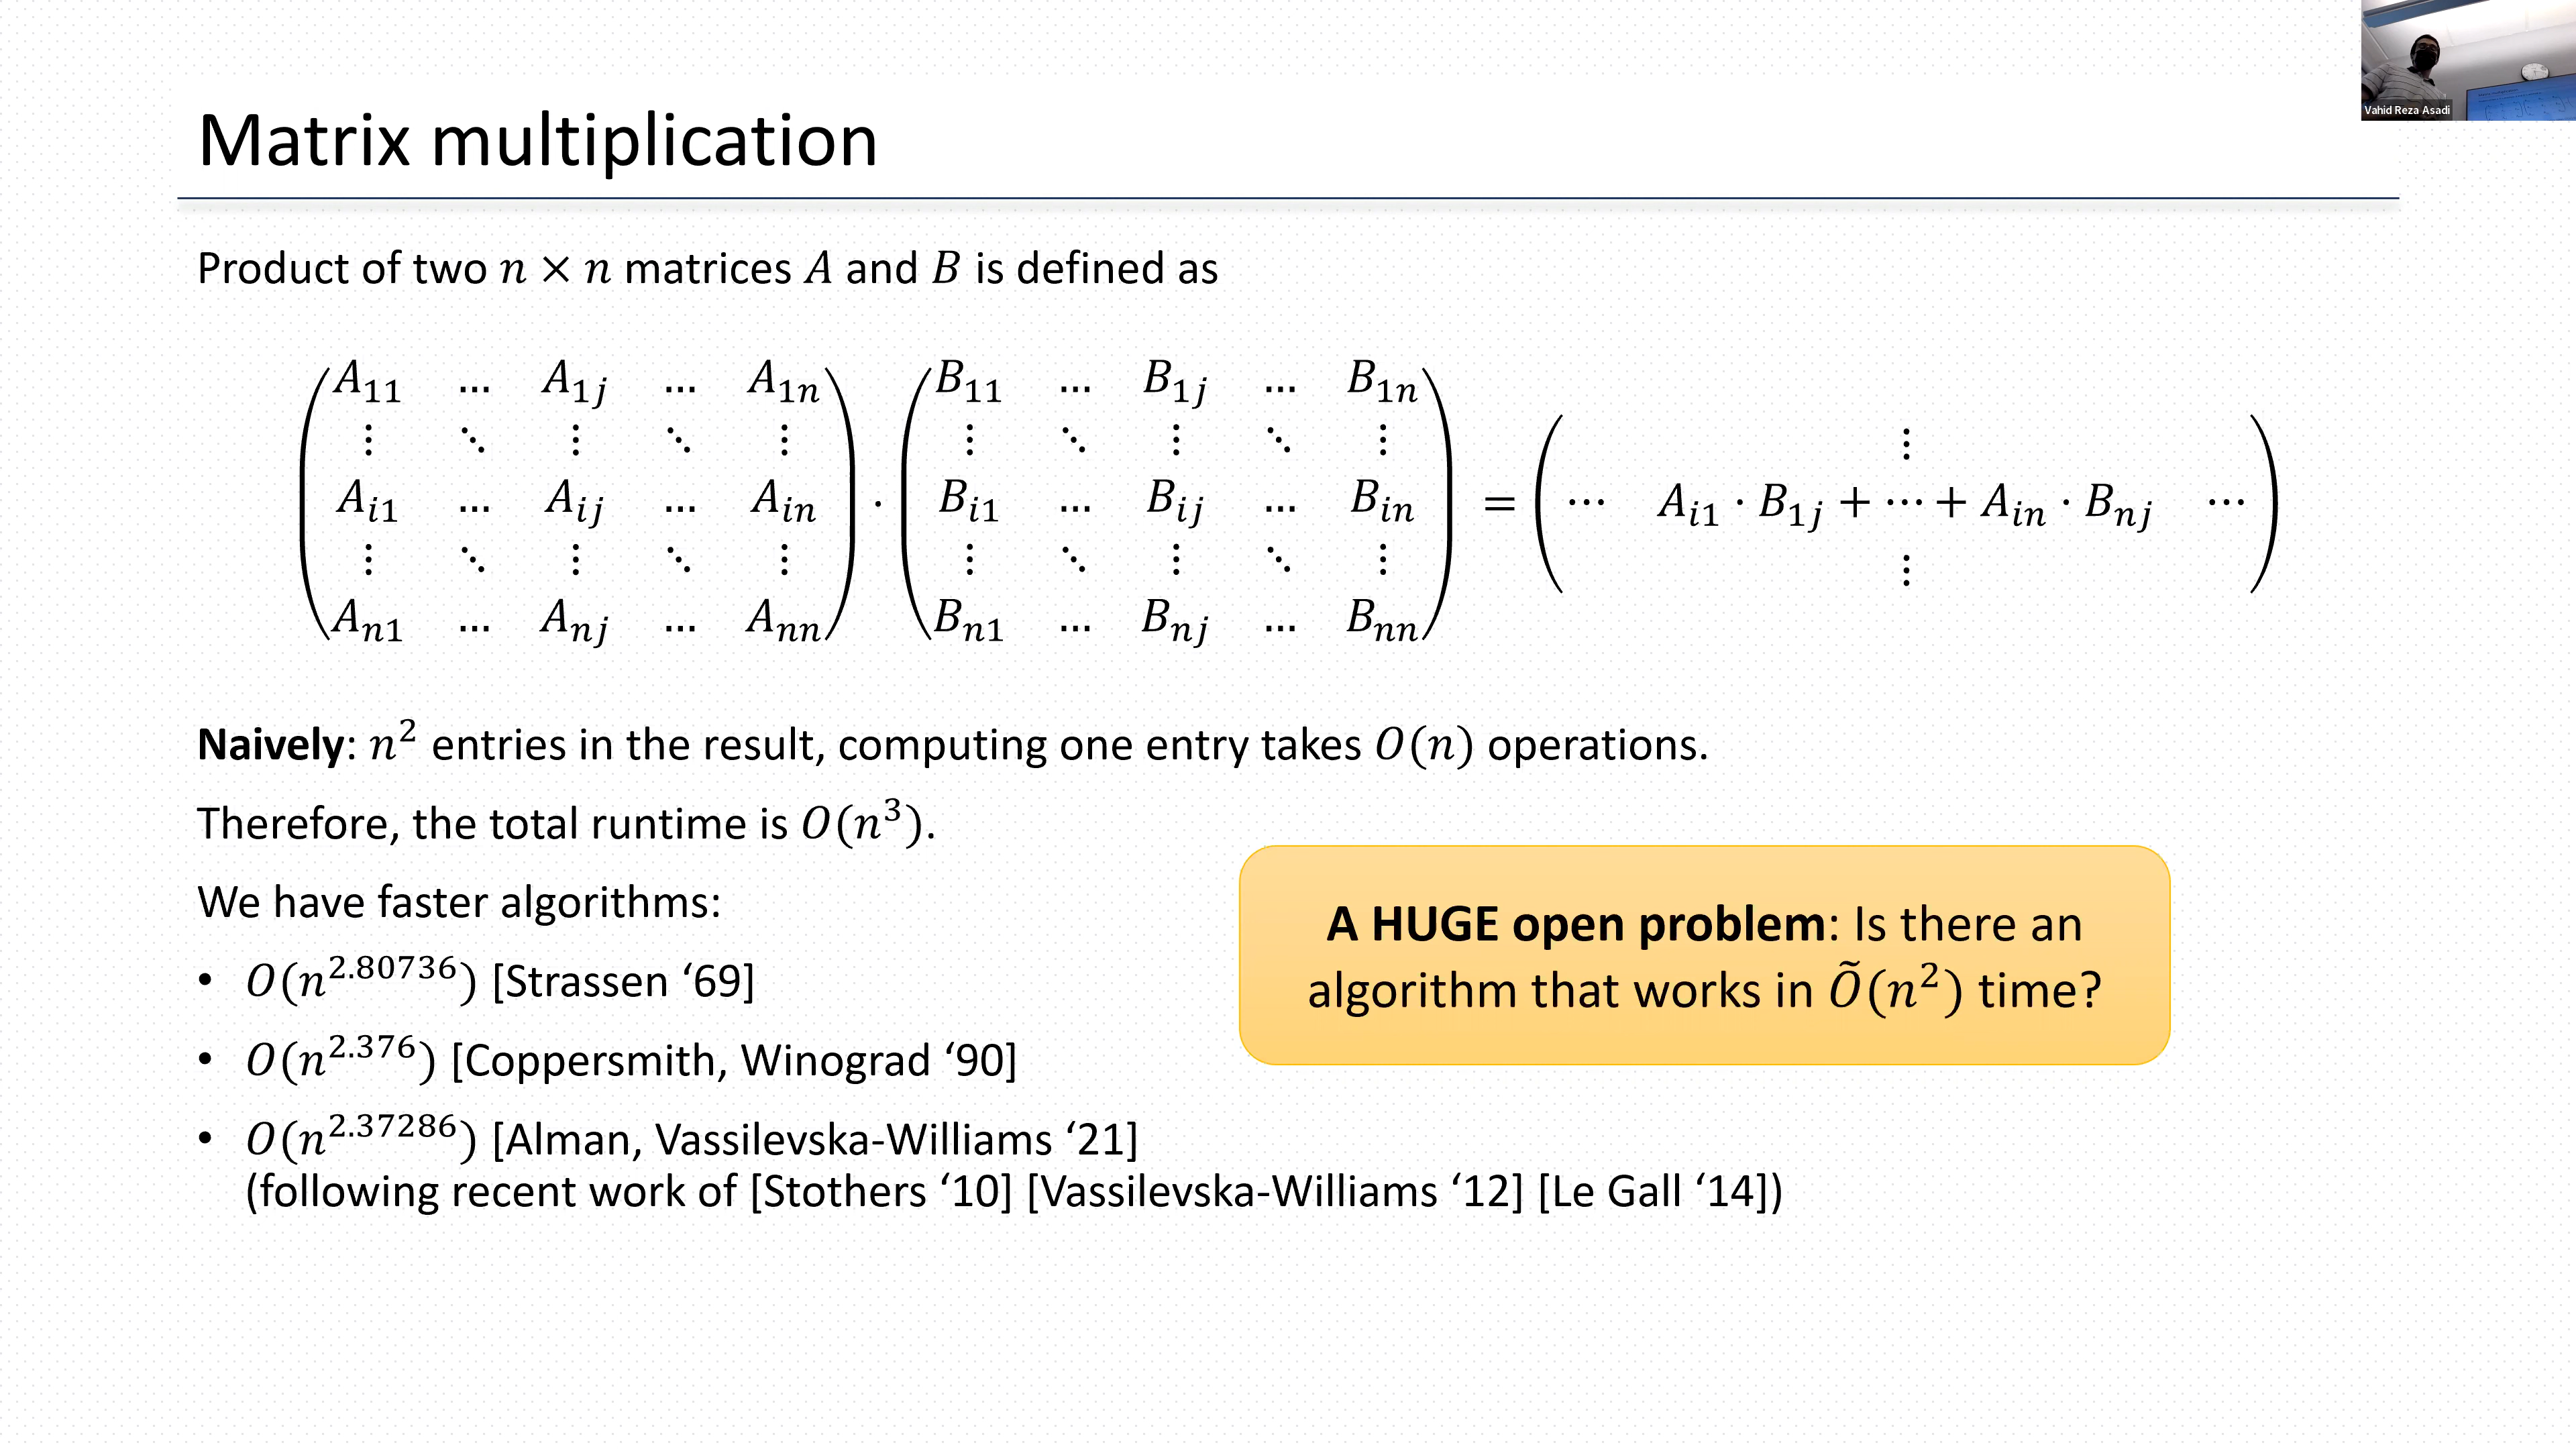 Vahid Reza Asadi
Matrix multiplication
Product of two n × n matrices A and B is defined as
A₁₁ … A₁ⱼ … A₁ₙ B₁₁ … B₁ⱼ … B₁ₙ
⋮ ⋱ ⋮ ⋱ ⋮ ⋮ ⋱ ⋮ ⋱ ⋮ ⋮
(Aᵢ₁ … Aᵢⱼ … Aᵢₙ) · (Bᵢ₁ … Bᵢⱼ … Bᵢₙ) = (⋯ Aᵢ₁ · B₁ⱼ + ⋯ + Aᵢₙ · Bₙⱼ ⋯)
⋮ ⋱ ⋮ ⋱ ⋮ ⋮ ⋱ ⋮ ⋱ ⋮ ⋮
Aₙ₁ … Aₙⱼ … Aₙₙ Bₙ₁ … Bₙⱼ … Bₙₙ
Naively: n² entries in the result, computing one entry takes O(n) operations.
Therefore, the total runtime is O(n³).
We have faster algorithms:
• O(n^2.80736) [Strassen ‘69]
• O(n^2.376) [Coppersmith, Winograd ‘90]
• O(n^2.37286) [Alman, Vassilevska-Williams ‘21]
(following recent work of [Stothers ‘10] [Vassilevska-Williams ‘12] [Le Gall ‘14])
A HUGE open problem: Is there an
algorithm that works in Õ(n²) time?